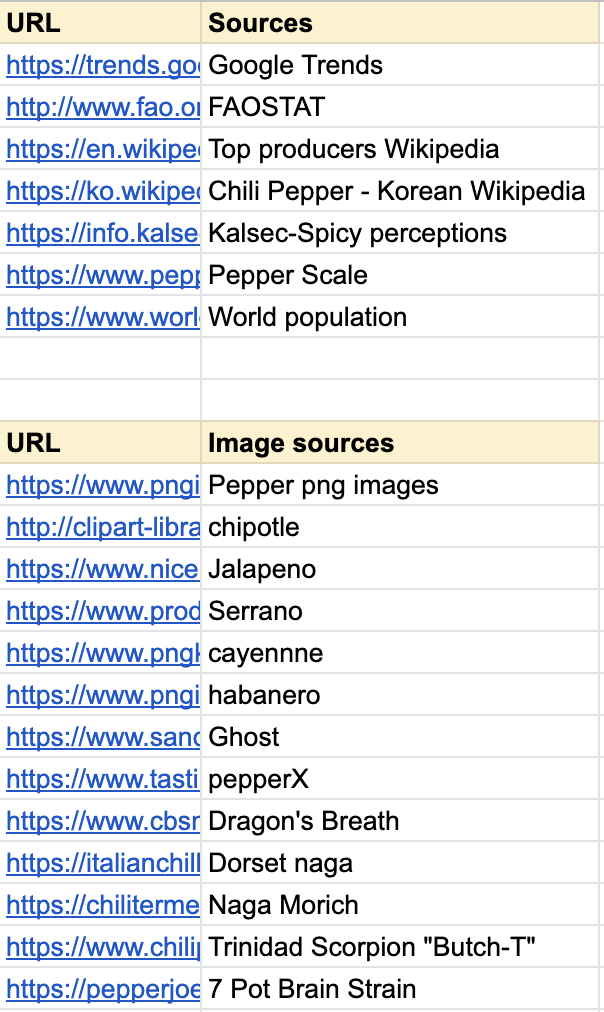 URL Sources
https://trends.goo Google Trends
http://www.fao.or FAOSTAT
https://en.wikiped Top producers Wikipedia
https://ko.wikiped Chili Pepper - Korean Wikipedia
https://info.kalse Kalsec-Spicy perceptions
https://www.pepp Pepper Scale
https://www.worl World population
URL Image sources
https://www.pngi Pepper png images
http://clipart-libra chipotle
https://www.nice Jalapeno
https://www.prod Serrano
https://www.pngk cayennne
https://www.pngi habanero
https://www.sand Ghost
https://www.tasti pepperX
https://www.cbsn Dragon's Breath
https://italianchill Dorset naga
https://chiliterme Naga Morich
https://www.chilip Trinidad Scorpion "Butch-T"
https://pepperjoe 7 Pot Brain Strain